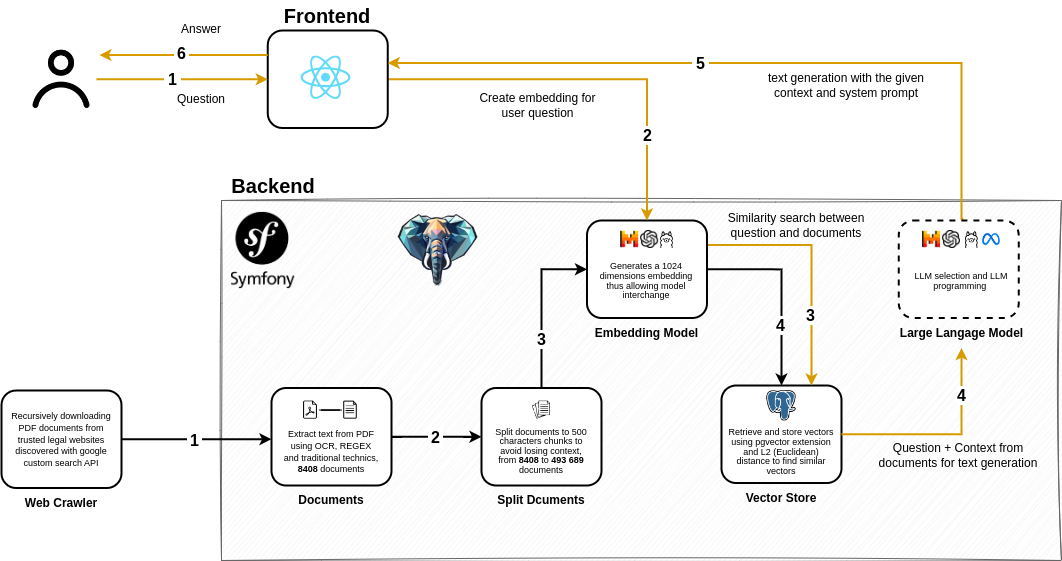 Frontend
Answer
6
1
Question
5
text generation with the given
context and system prompt
Create embedding for
user question
2
Backend
sf
Symfony
Similarity search between
question and documents
Generates a 1024
dimensions embedding
thus allowing model
interchange
Embedding Model
LLM selection and LLM
programming
Large Langage Model
3
4
3
4
Recursively downloading
PDF documents from
trusted legal websites
discovered with google
custom search API
Web Crawler
1
Extract text from PDF
using OCR, REGEX
and traditional technics,
8408 documents
Documents
2
Split documents to 500
characters chunks to
avoid losing context,
from 8408 to 493 689
documents
Split Dcuments
Retrieve and store vectors
using pgvector extension
and L2 (Euclidean)
distance to find similar
vectors
Vector Store
Question + Context from
documents for text generation